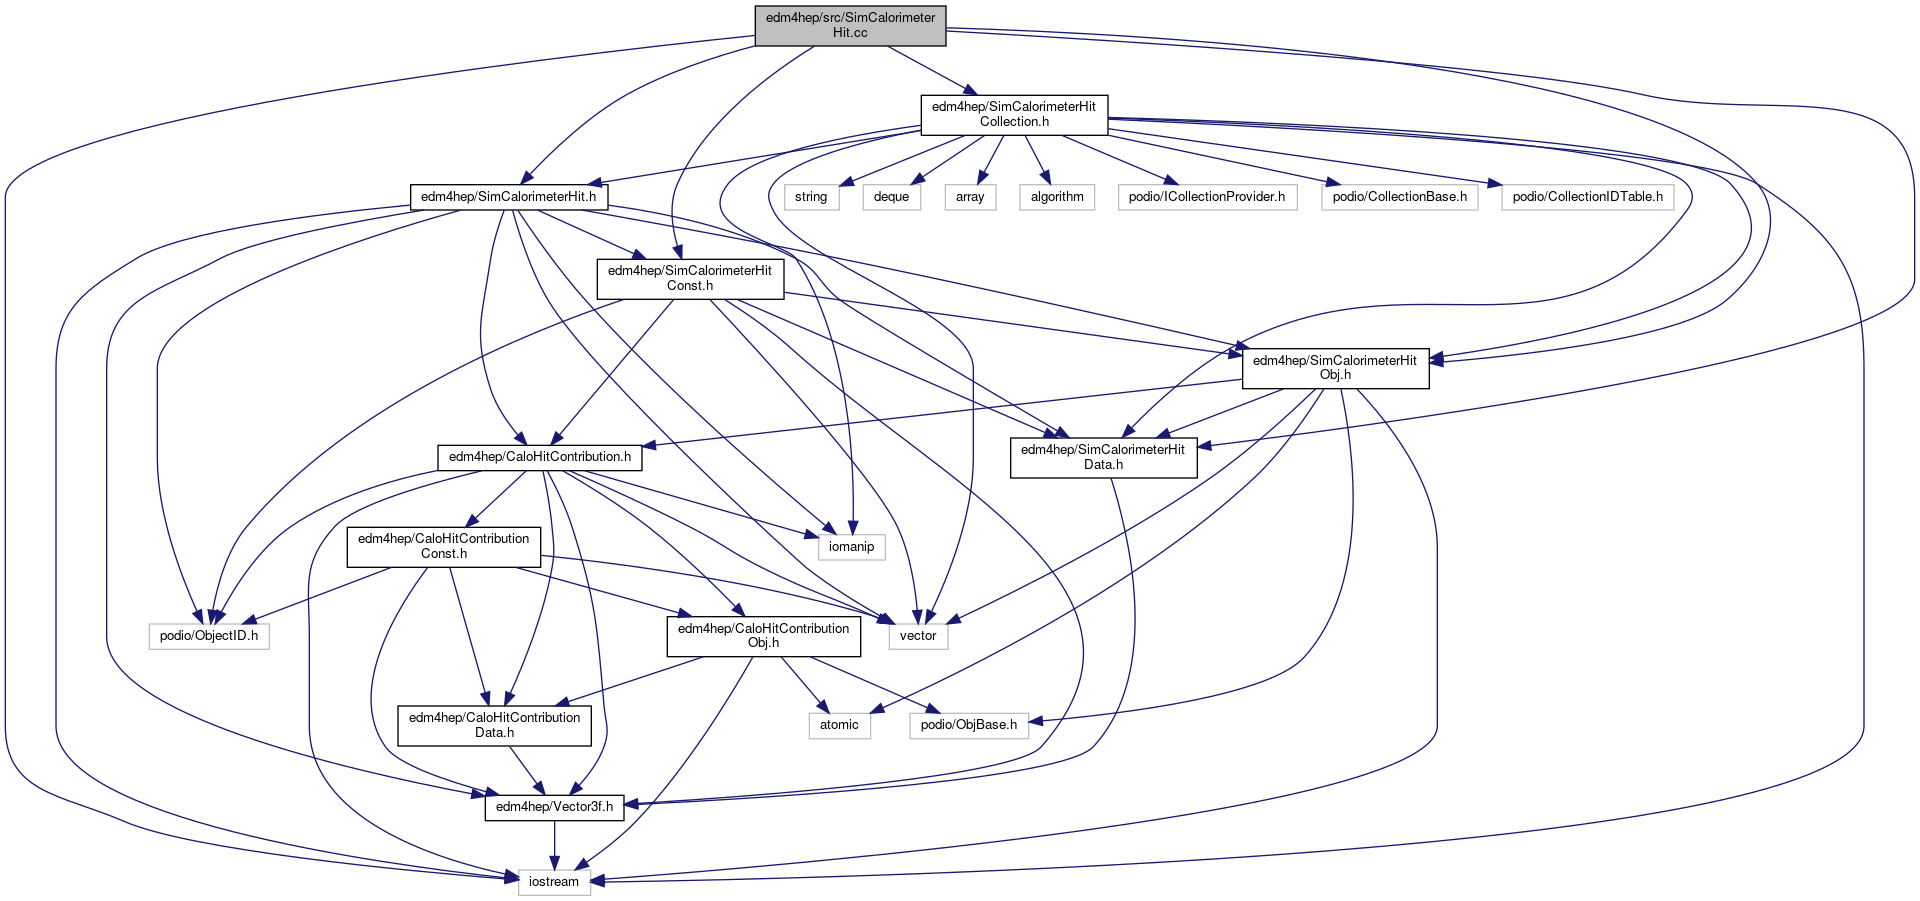 edm4hep/src/SimCalorimeter
Hit.cc
edm4hep/SimCalorimeterHit
Collection.h
edm4hep/SimCalorimeterHit.h
string
deque
array
algorithm
podio/ICollectionProvider.h
podio/CollectionBase.h
podio/CollectionIDTable.h
edm4hep/SimCalorimeterHit
Const.h
edm4hep/SimCalorimeterHit
Obj.h
edm4hep/CaloHitContribution.h
edm4hep/SimCalorimeterHit
Data.h
edm4hep/CaloHitContribution
Const.h
iomanip
podio/ObjectID.h
edm4hep/CaloHitContribution
Obj.h
vector
edm4hep/CaloHitContribution
Data.h
atomic
podio/ObjBase.h
edm4hep/Vector3f.h
iostream